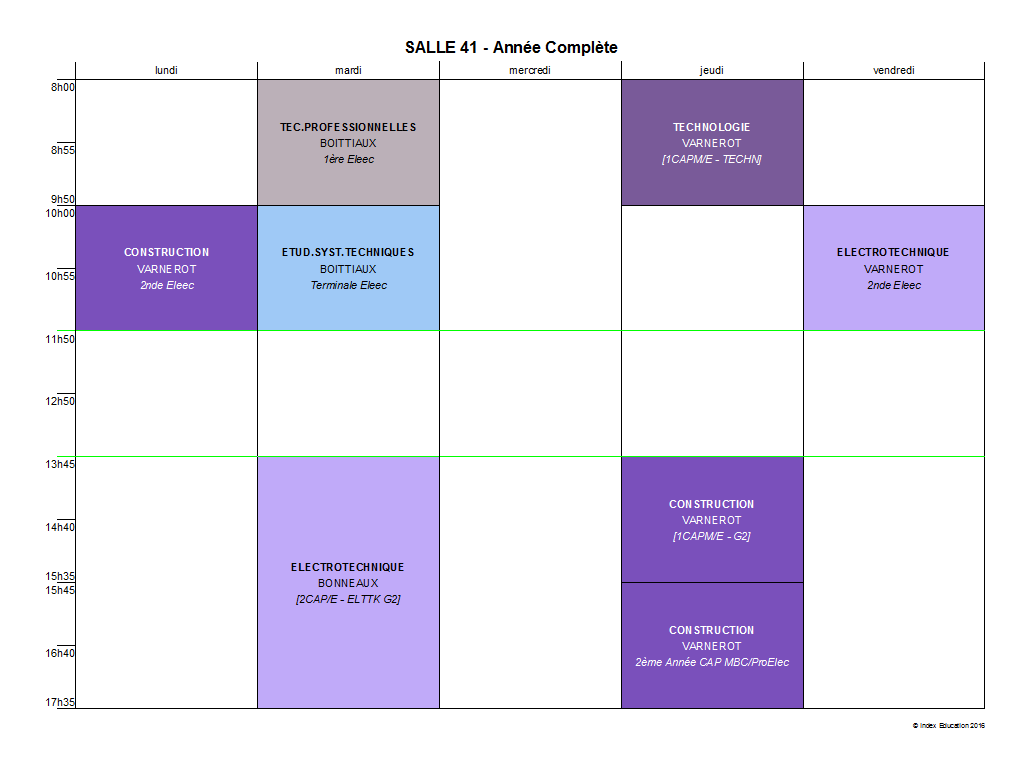 SALLE 41 - Année Complète
lundi mardi mercredi jeudi vendredi
8h00
8h55
9h50
10h00
10h55
11h50
12h50
13h45
14h40
15h35
15h45
16h40
17h35
CONSTRUCTION
VARNEROT
2nde Eleec
TEC.PROFESSIONNELLES
BOITTIAUX
1ère Eleec
ETUD.SYST.TECHNIQUES
BOITTIAUX
Terminale Eleec
ELECTROTECHNIQUE
BONNEAUX
[2CAP/E - ELTTK G2]
TECHNOLOGIE
VARNEROT
[1CAPM/E - TECHN]
CONSTRUCTION
VARNEROT
[1CAPM/E - G2]
CONSTRUCTION
VARNEROT
2ème Année CAP MBC/ProElec
ELECTROTECHNIQUE
VARNEROT
2nde Eleec
© Index Education 2016